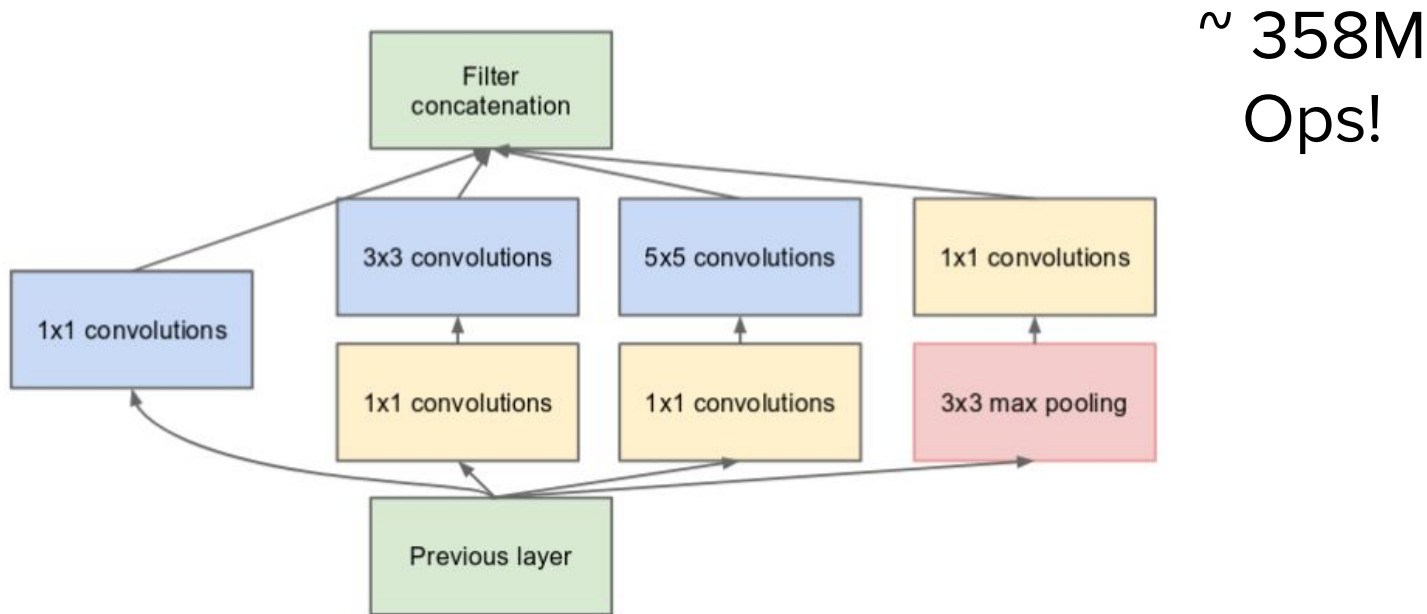 ~ 358M
Ops!
Filter
concatenation
3x3 convolutions
5x5 convolutions
1x1 convolutions
1x1 convolutions
1x1 convolutions
1x1 convolutions
3x3 max pooling
Previous layer